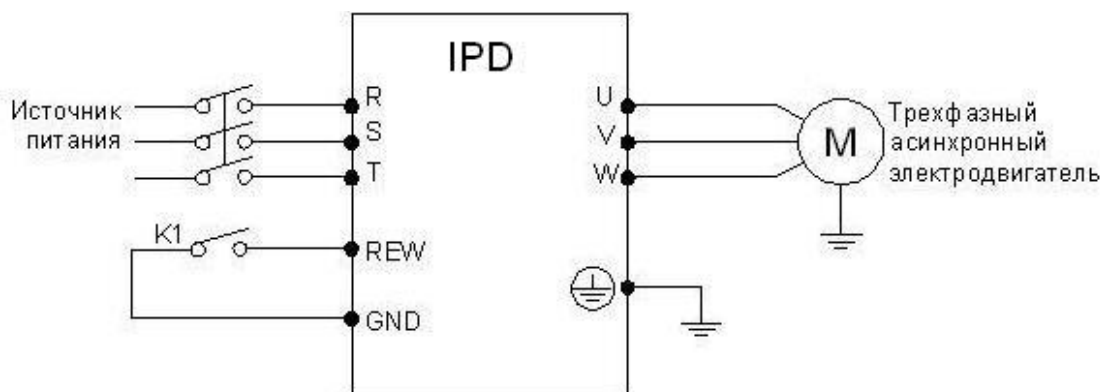 IPD
Источник
питания
R
S
T
K1
REW
GND
U
V
W
M
Трехфазный
асинхронный
электродвигатель